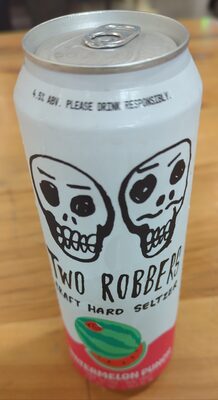 4.5% ABV. PLEASE DRINK RESPONSIBLY.
TWO ROBBERS
CRAFT HARD SELTZER
WATERMELON PUNCH